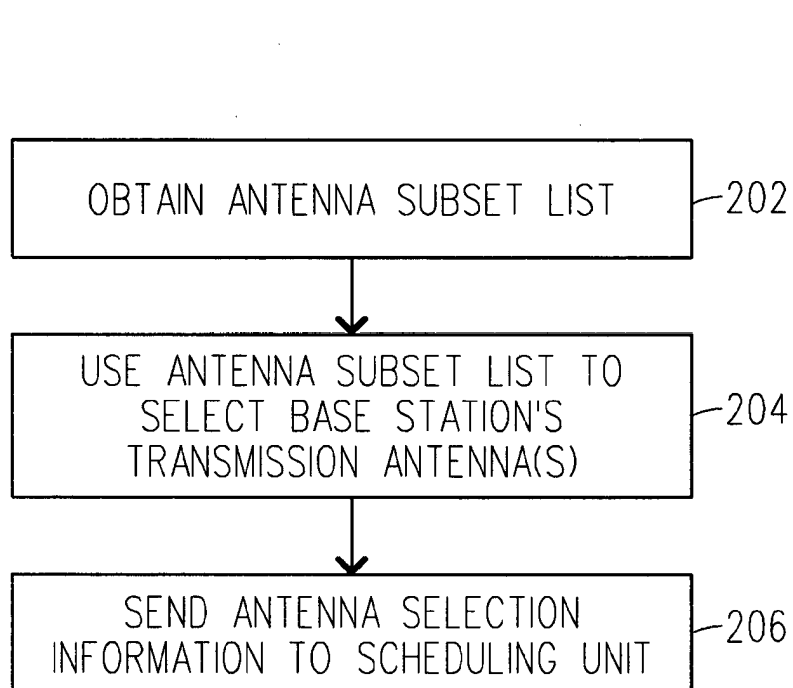 OBTAIN ANTENNA SUBSET LIST
202
USE ANTENNA SUBSET LIST TO
SELECT BASE STATION'S
TRANSMISSION ANTENNA(S)
204
SEND ANTENNA SELECTION
INFORMATION TO SCHEDULING UNIT
206